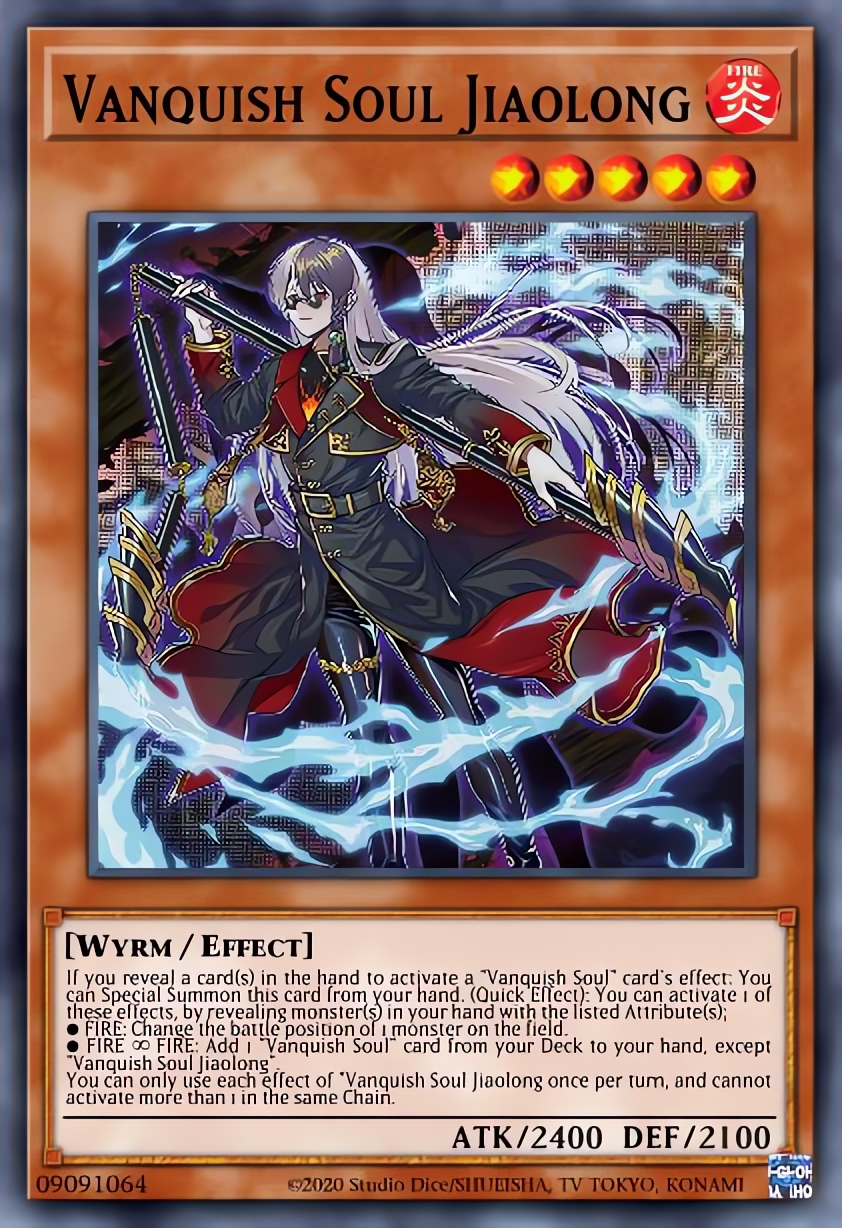 VANQUISH SOUL JIAOLONG
FIRE
炎
[WYRM / EFFECT]
If you reveal a card(s) in the hand to activate a "Vanquish Soul" card's effect: You
can Special Summon this card from your hand. (Quick Effect): You can activate 1 of
these effects, by revealing monster(s) in your hand with the listed Attribute(s);
● FIRE: Change the battle position of 1 monster on the field.
● FIRE ∞ FIRE: Add 1 "Vanquish Soul" card from your Deck to your hand, except
"Vanquish Soul Jiaolong".
You can only use each effect of "Vanquish Soul Jiaolong once per turn, and cannot
activate more than 1 in the same Chain.
ATK/2400 DEF/2100
09091064
©2020 Studio Dice/SHUEISHA, TV TOKYO, KONAMI